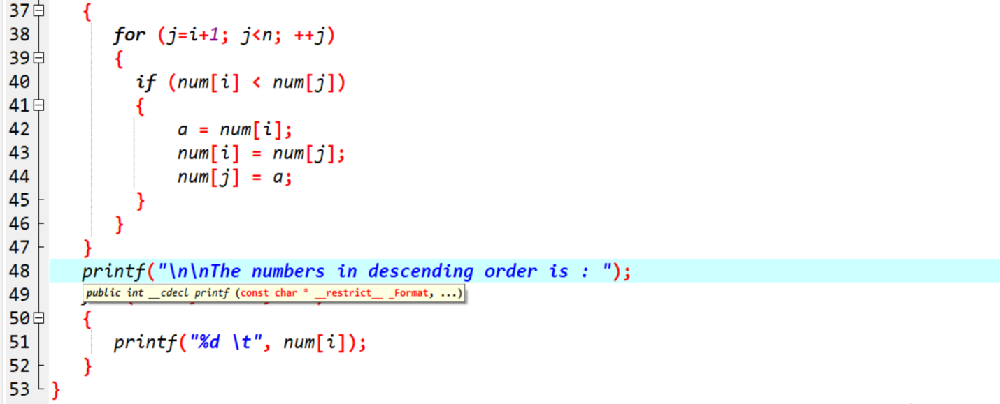 37 {
38 for (j=i+1; j<n; ++j)
39 {
40 if (num[i] < num[j])
41 {
42 a = num[i];
43 num[i] = num[j];
44 num[j] = a;
45 }
46 }
47 }
48 printf("\n\nThe numbers in descending order is : ");
49 public int __cdecl printf (const char * __restrict__ _Format, ...)
50 {
51 printf("%d \t", num[i]);
52 }
53 }